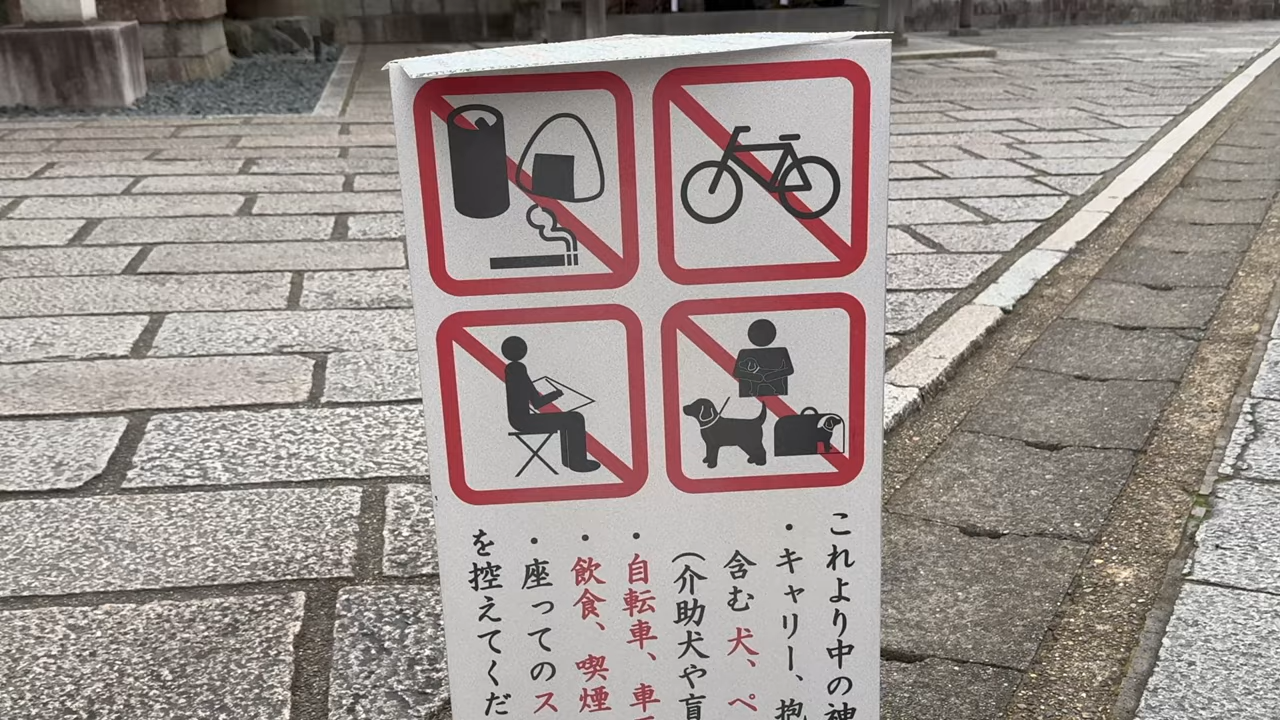 これより中の神
・キャリー、抱
含む犬、ペ
(介助犬や盲
・自転車、車
・飲食、喫煙
・座ってのス
を控えてくだ